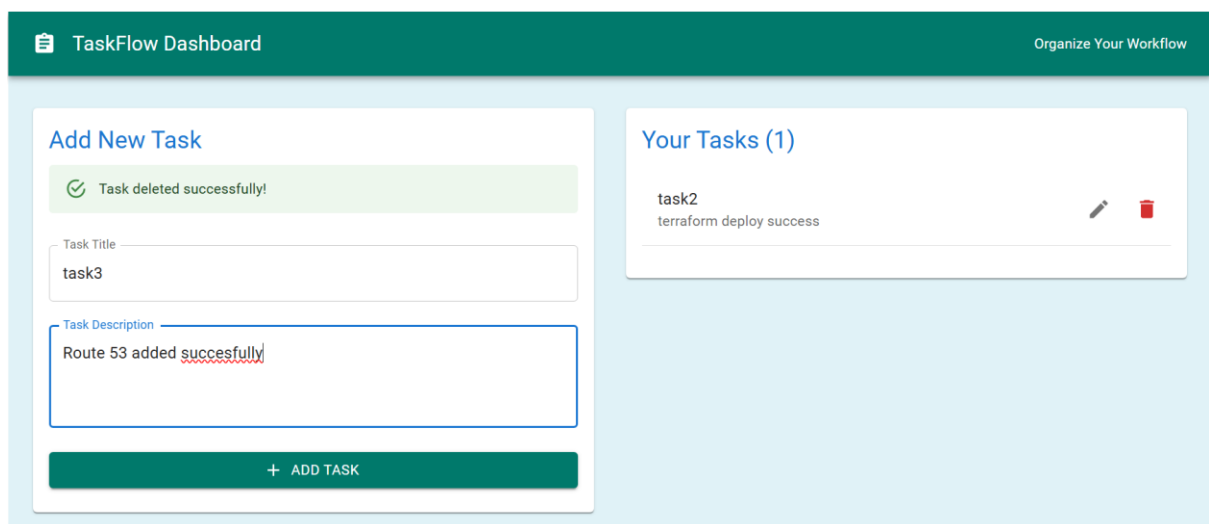 TaskFlow Dashboard
Organize Your Workflow
Add New Task
Task deleted successfully!
Task Title
task3
Task Description
Route 53 added succesfully
+ ADD TASK
Your Tasks (1)
task2
terraform deploy success